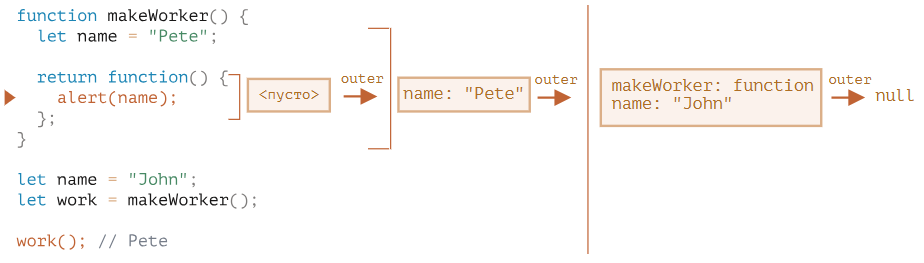 function makeWorker() {
  let name = "Pete";
  return function() {
    alert(name);
  };
}
let name = "John";
let work = makeWorker();
work(); // Pete
<пусто>
outer
name: "Pete"
outer
makeWorker: function
name: "John"
outer
null